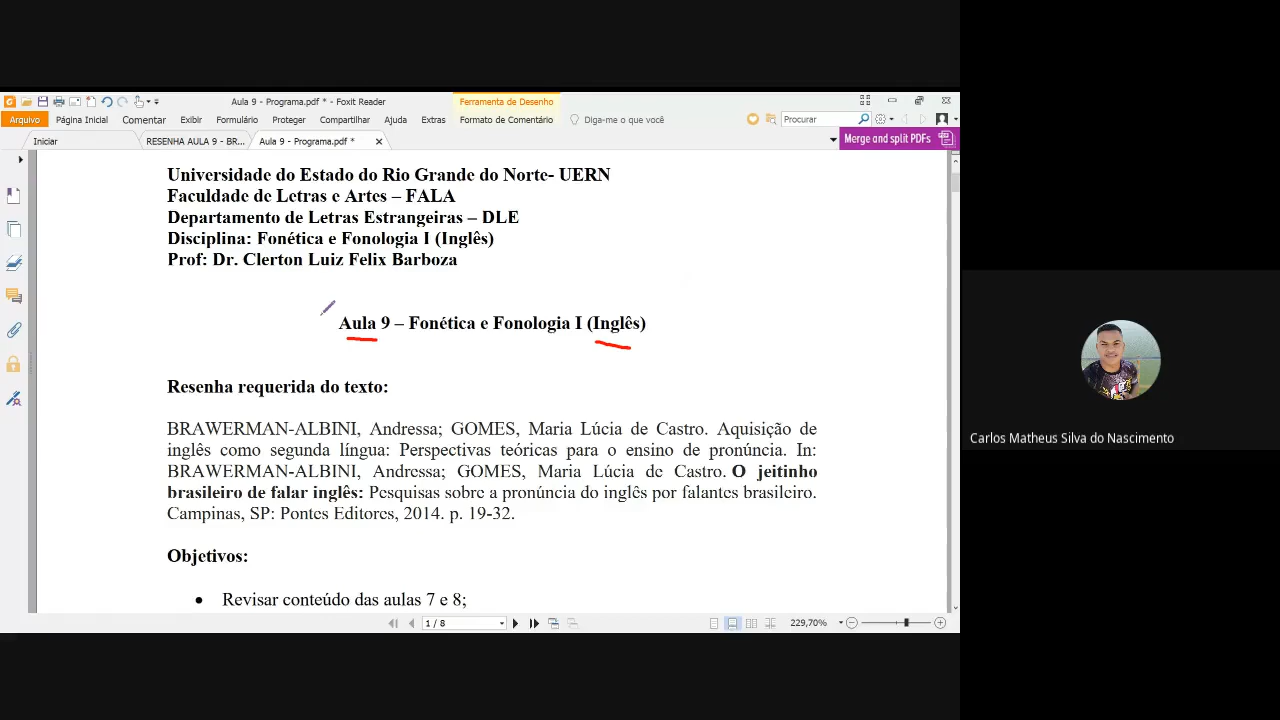 Aula 9 - Programa.pdf * - Foxit Reader
Ferramenta de Desenho
Arquivo Página Inicial Comentar Exibir Formulário Proteger Compartilhar Ajuda Extras Formato de Comentário Diga-me o que você Procurar
Iniciar RESENHA AULA 9 - BR... Aula 9 - Programa.pdf * Merge and split PDFs
Universidade do Estado do Rio Grande do Norte- UERN
Faculdade de Letras e Artes – FALA
Departamento de Letras Estrangeiras – DLE
Disciplina: Fonética e Fonologia I (Inglês)
Prof: Dr. Clerton Luiz Felix Barboza
Aula 9 – Fonética e Fonologia I (Inglês)
Resenha requerida do texto:
BRAWERMAN-ALBINI, Andressa; GOMES, Maria Lúcia de Castro. Aquisição de
inglês como segunda língua: Perspectivas teóricas para o ensino de pronúncia. In:
BRAWERMAN-ALBINI, Andressa; GOMES, Maria Lúcia de Castro. O jeitinho
brasileiro de falar inglês: Pesquisas sobre a pronúncia do inglês por falantes brasileiro.
Campinas, SP: Pontes Editores, 2014. p. 19-32.
Objetivos:
• Revisar conteúdo das aulas 7 e 8;
1 / 8 229,70%
Carlos Matheus Silva do Nascimento